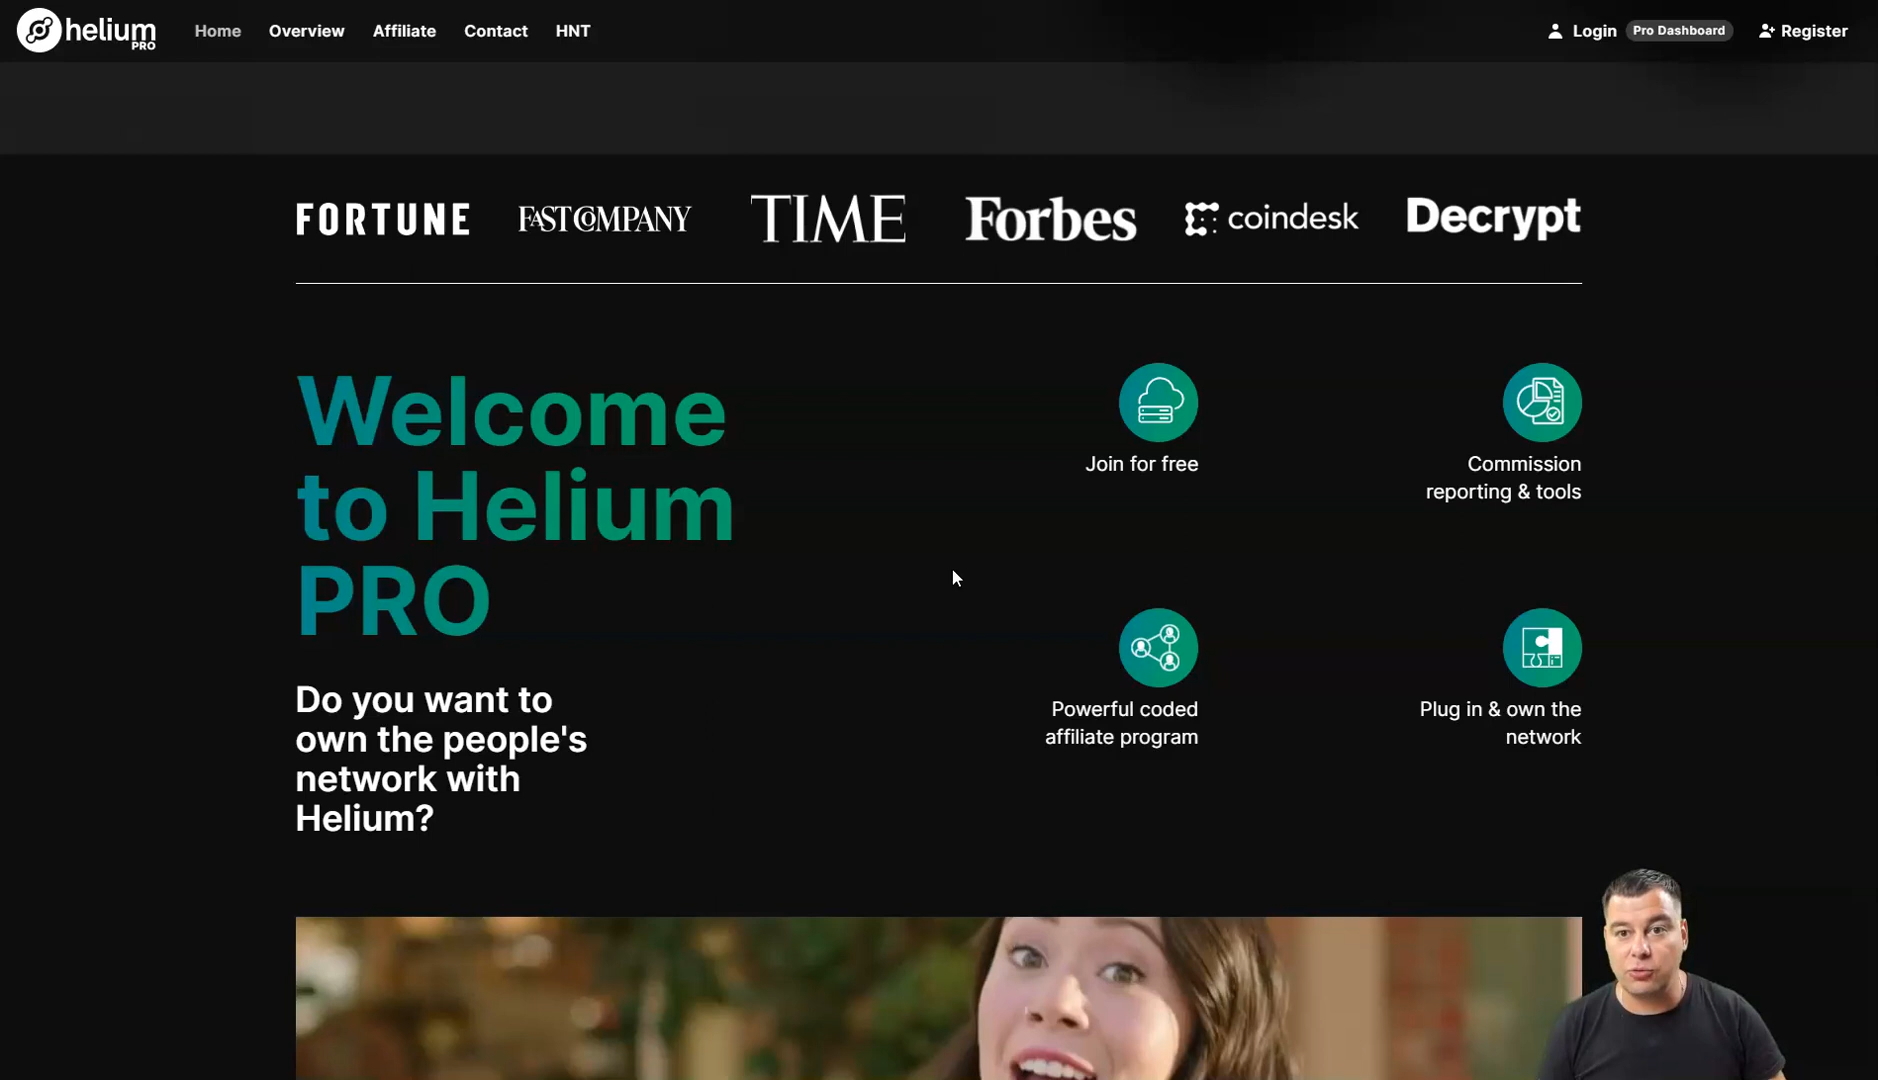 helium
PRO
Home
Overview
Affiliate
Contact
HNT
Login
Pro Dashboard
Register
FORTUNE
FAST COMPANY
TIME
Forbes
coindesk
Decrypt
Welcome
to Helium
PRO
Do you want to
own the people's
network with
Helium?
Join for free
Commission
reporting & tools
Powerful coded
affiliate program
Plug in & own the
network